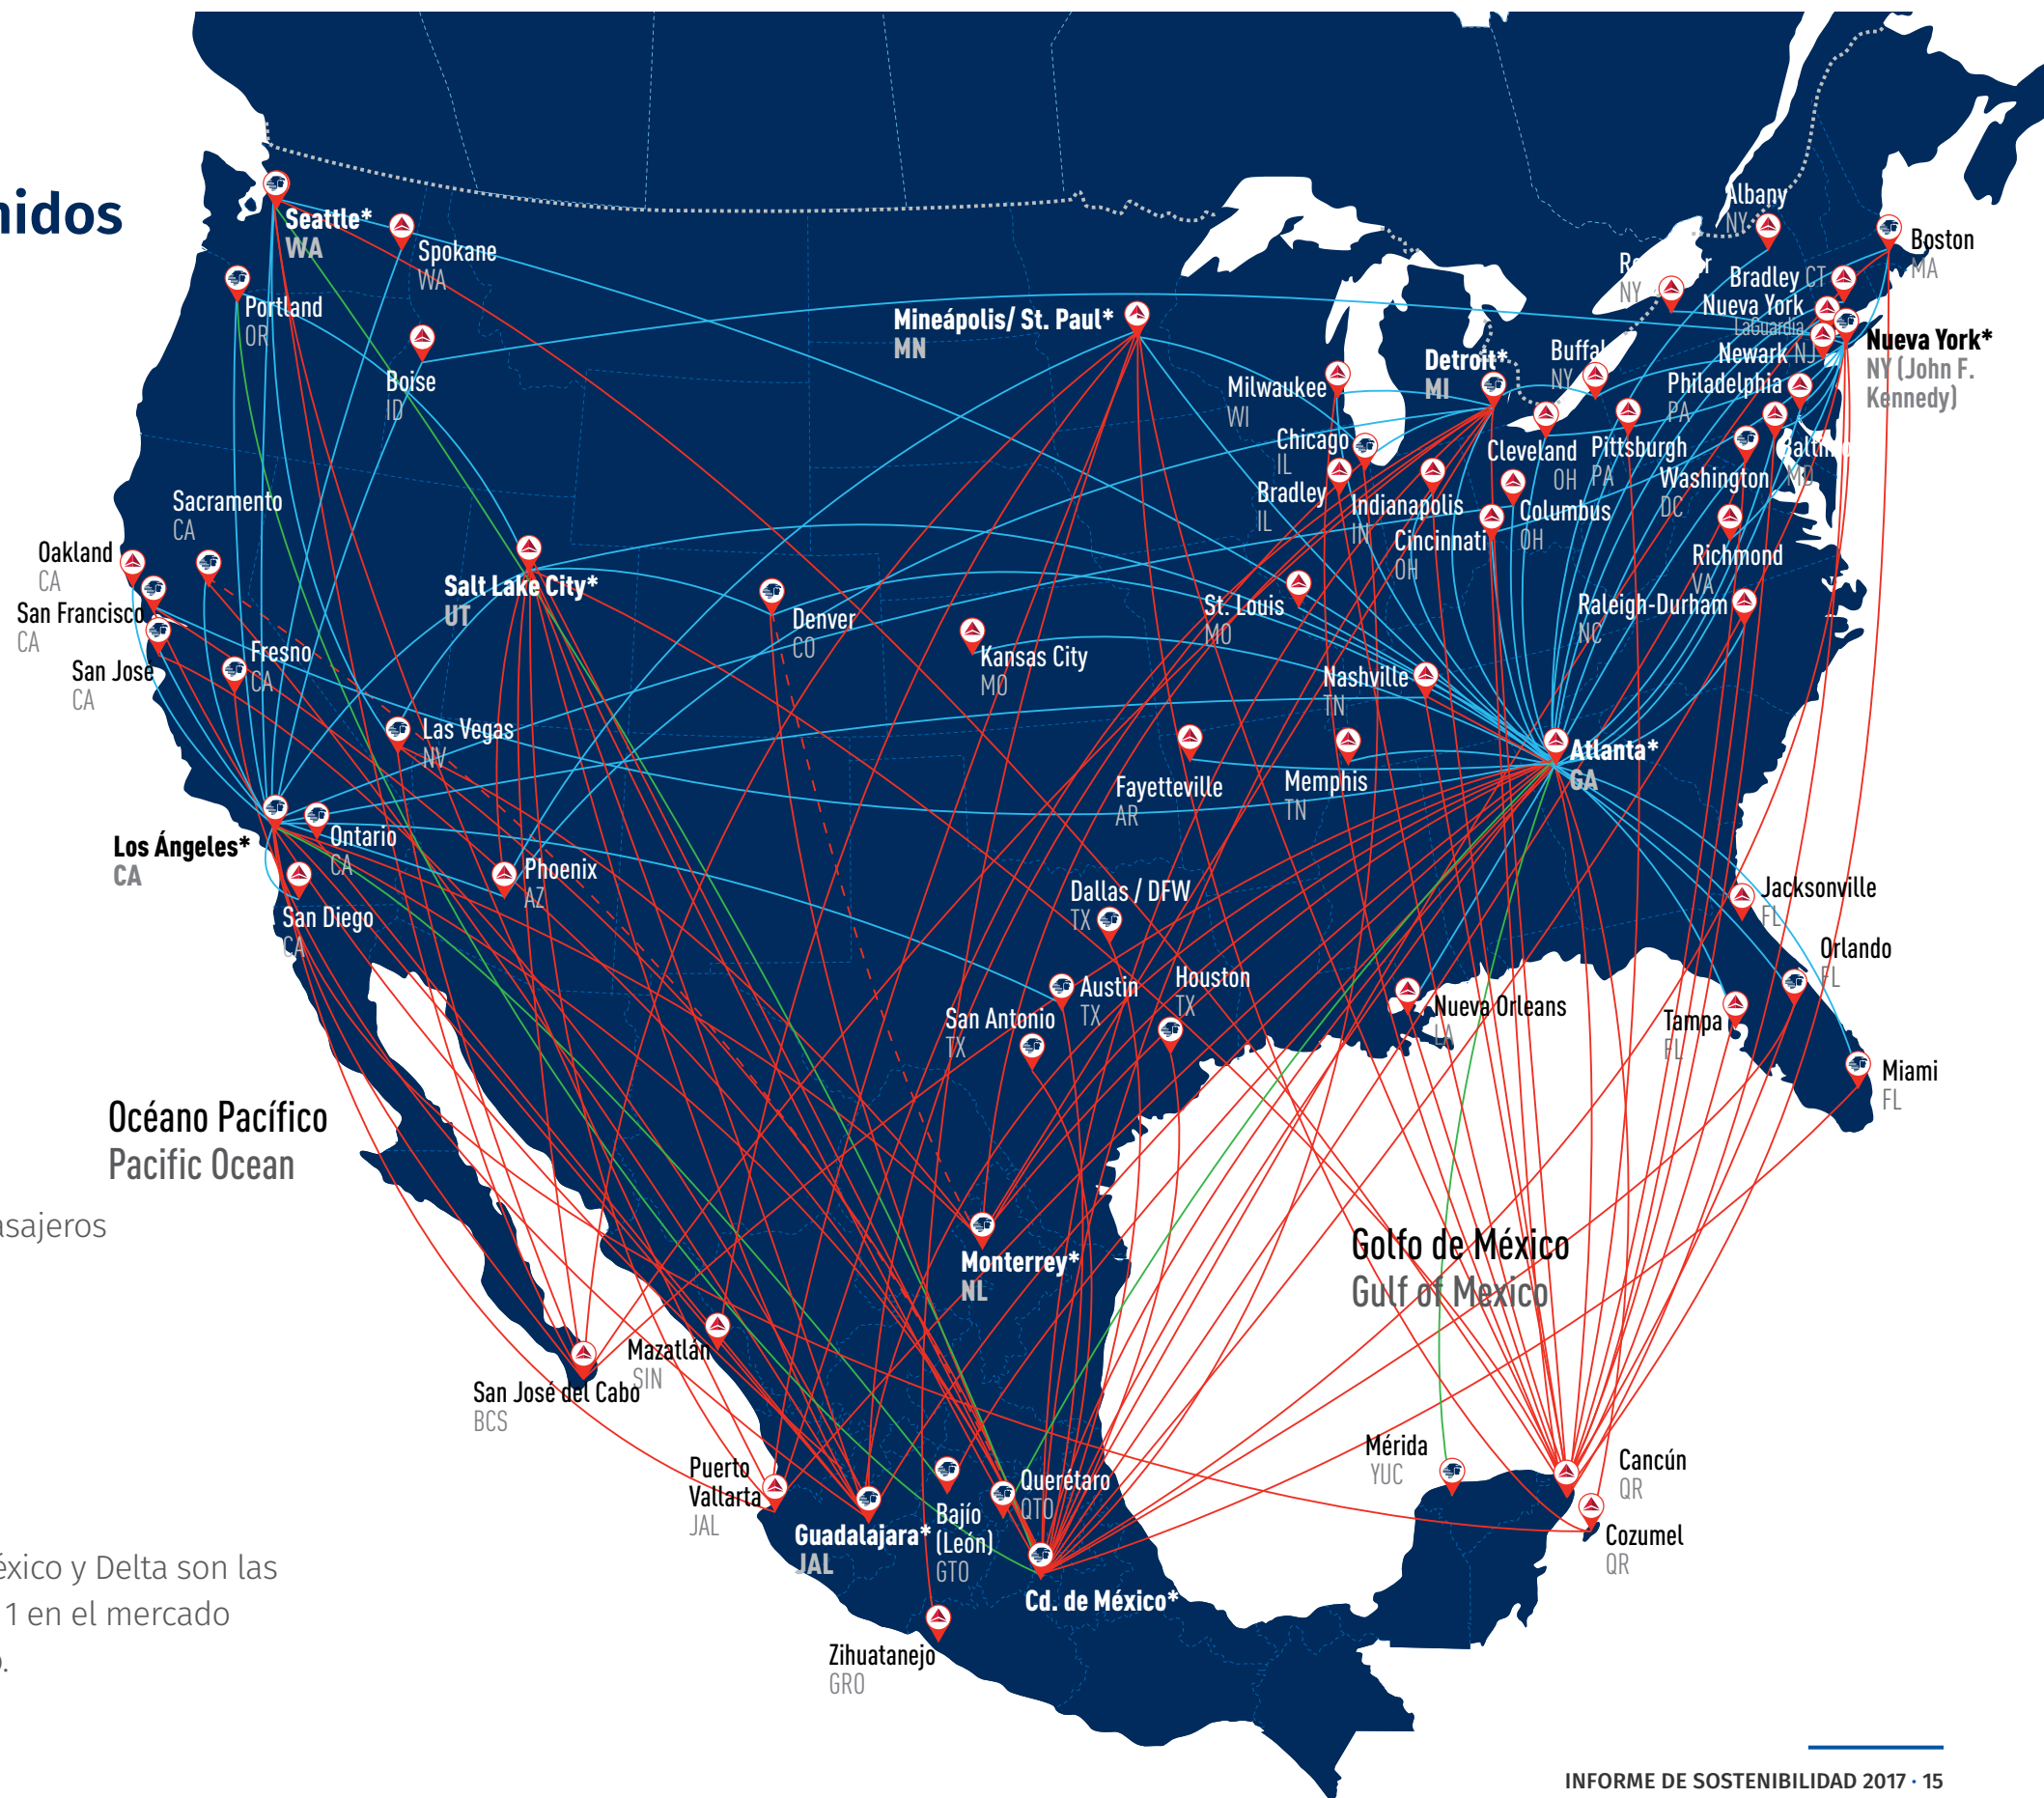 nidos
Albany
NY
Seattle*
WA
Spokane
WA
Boston
MA
NY
Bradley CT
Portland
OR
Nueva York
LaGuardia
Mineápolis/ St. Paul*
MN
Nueva York*
NY (John F.
Kennedy)
Newark NJ
Detroit*
MI
NY
Boise
ID
Milwaukee
WI
Philadelphia
PA
Chicago
IL
Cleveland
OH
Pittsburgh
PA
MD
Washington
DC
Bradley
IL
Indianapolis
IN
Columbus
OH
Sacramento
CA
Cincinnati
OH
Oakland
CA
Richmond
VA
Salt Lake City*
UT
San Francisco
CA
Denver
CO
St. Louis
MO
Raleigh-Durham
NC
Fresno
CA
San Jose
CA
Kansas City
MO
Nashville
TN
Las Vegas
NV
Atlanta*
GA
Fayetteville
AR
Memphis
TN
Los Ángeles*
CA
Ontario
CA
Phoenix
AZ
Dallas / DFW
TX
Jacksonville
FL
San Diego
CA
Orlando
FL
Houston
TX
Austin
TX
San Antonio
TX
Nueva Orleans
LA
Tampa
FL
Miami
FL
Océano Pacífico
Pacific Ocean
asajeros
Golfo de México
Gulf of Mexico
Monterrey*
NL
Mazatlán
SIN
San José del Cabo
BCS
Mérida
YUC
Cancún
QR
Puerto
Vallarta
JAL
Querétaro
QTO
Bajío
(León)
GTO
Guadalajara*
JAL
Cozumel
QR
éxico y Delta son las
1 en el mercado
o.
Cd. de México*
Zihuatanejo
GRO
INFORME DE SOSTENIBILIDAD 2017 · 15